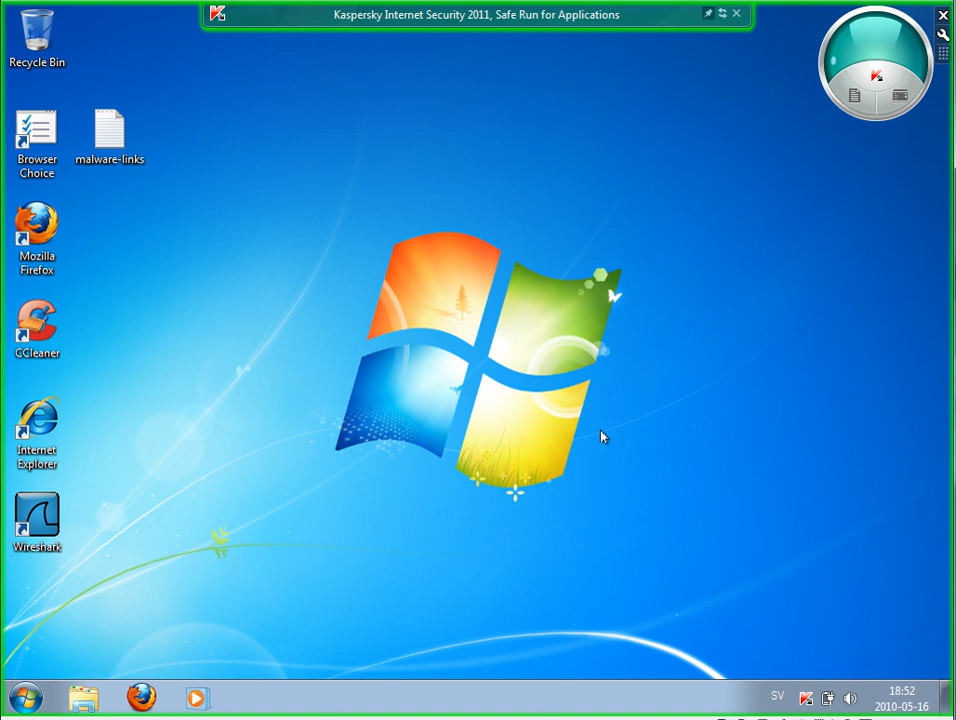 Kaspersky Internet Security 2011, Safe Run for Applications
Recycle Bin
Browser
Choice
malware-links
Mozilla
Firefox
CCleaner
Internet
Explorer
Wireshark
SV
18:52
2010-05-16